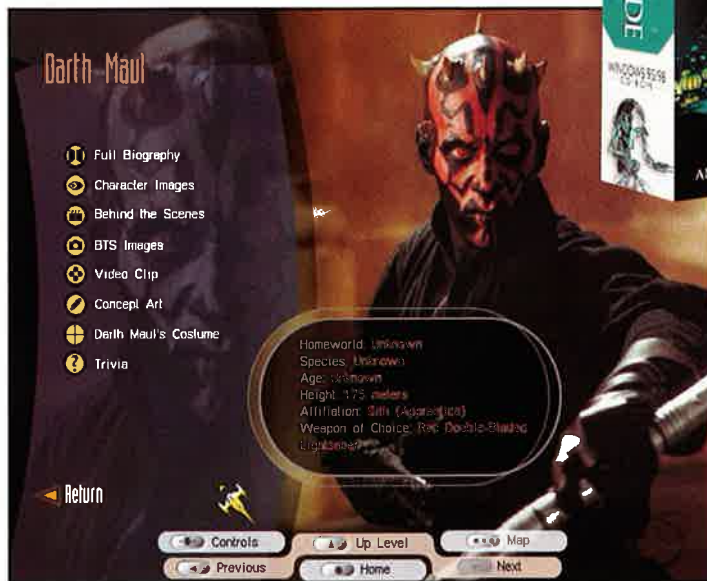 Darth Maul
Full Biography
Character Images
Behind the Scenes
BTS Images
Video Clip
Concept Art
Darth Maul's Costume
Trivia
Return
Homeworld: Unknown
Species: Unknown
Age: Unknown
Height: 1.75 meters
Affiliation: Sith (Apprentice)
Weapon of Choice: Red Double-Bladed
Lightsaber
Controls
Up Level
Map
Previous
Home
Next
DE
WINDOWS 95/98
CD-ROM